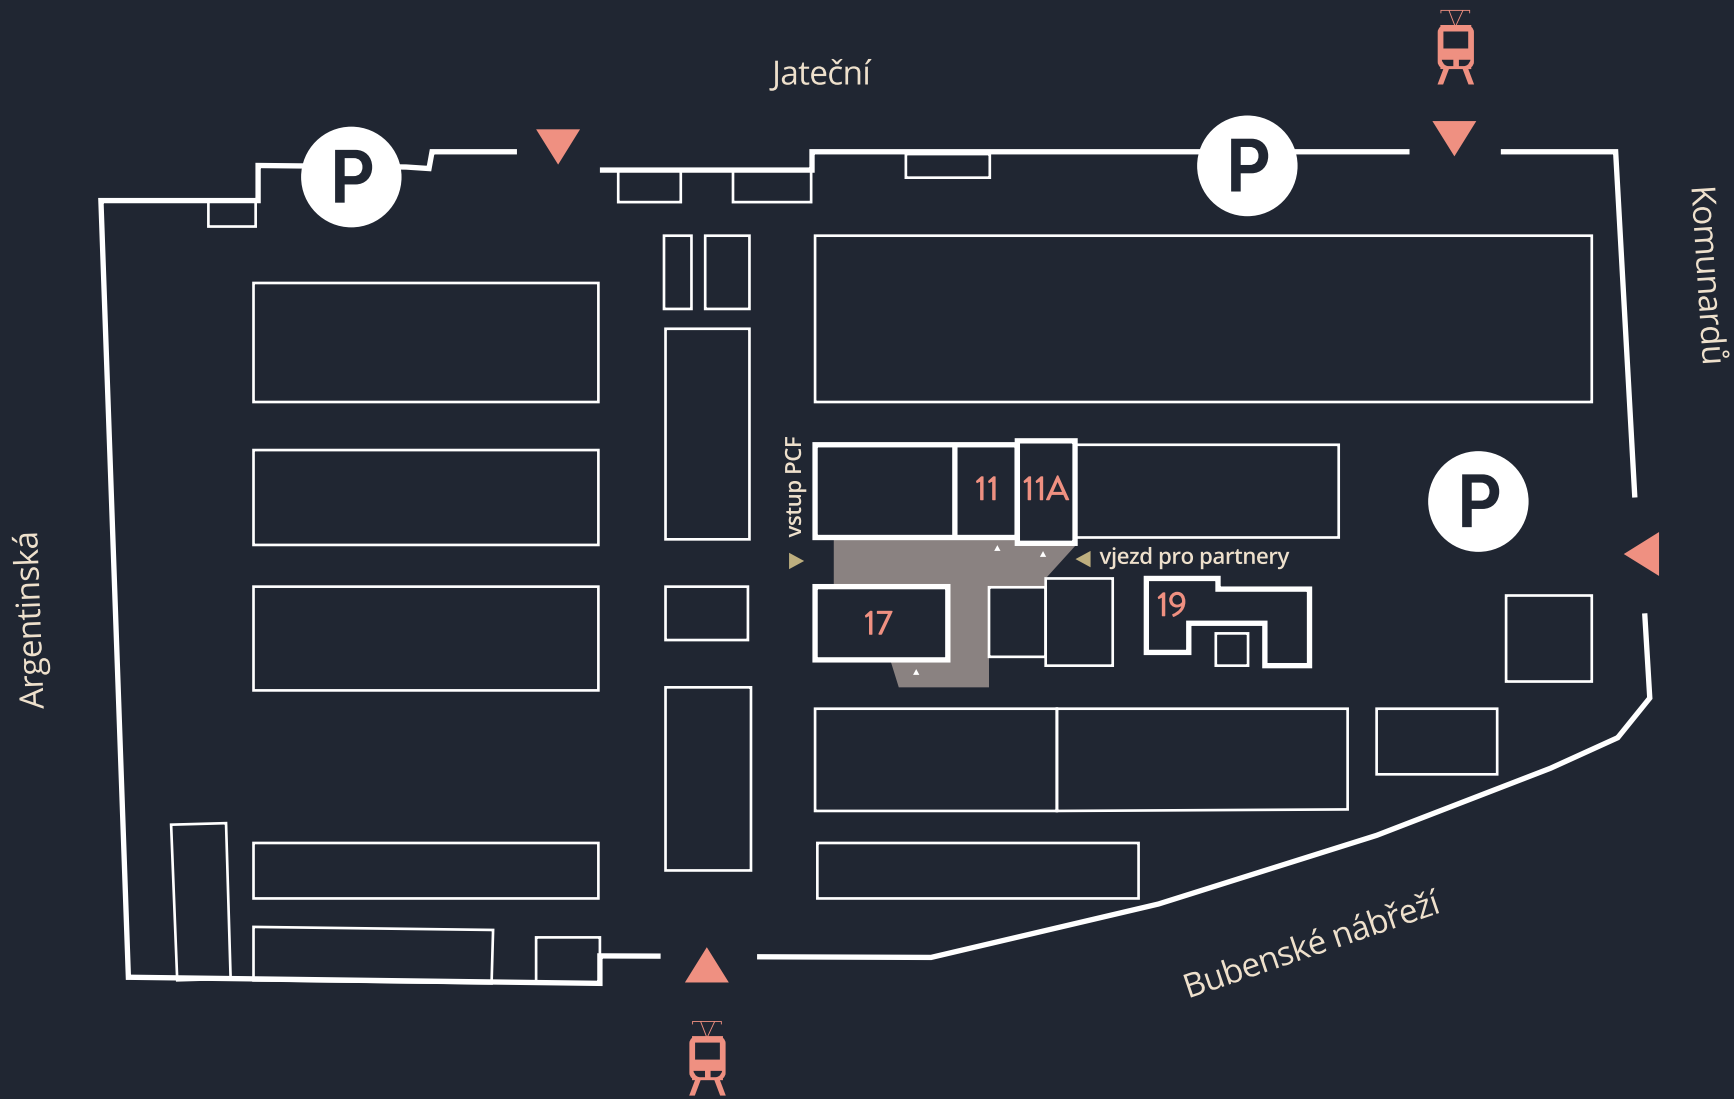 Jateční
P
P
Komunardů
vstup PCF
11
11A
P
vjezd pro partnery
Argentinská
17
19
Bubenské nábřeží